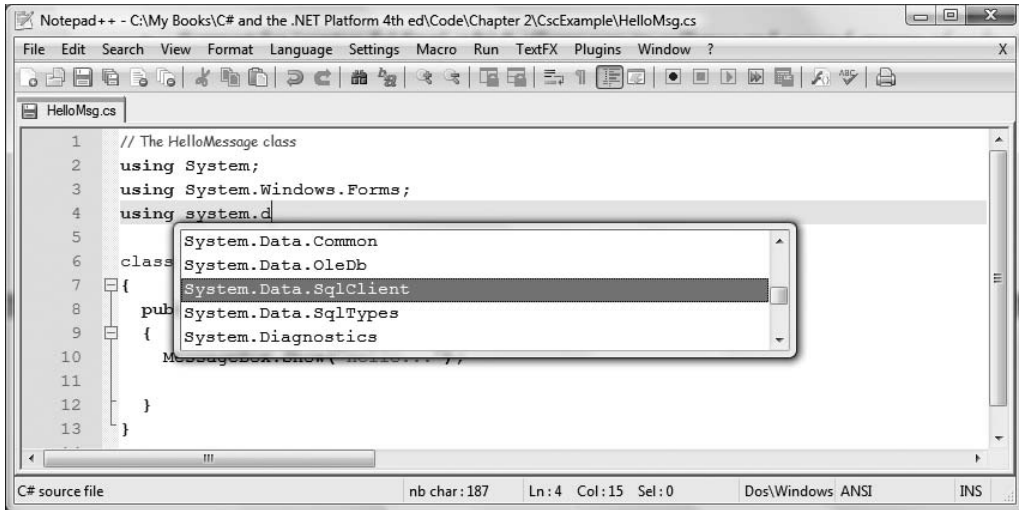 Notepad++ - C:\My Books\C# and the .NET Platform 4th ed\Code\Chapter 2\CscExample\HelloMsg.cs
File Edit Search View Format Language Settings Macro Run TextFX Plugins Window ? X
HelloMsg.cs
1 // The HelloMessage class
2 using System;
3 using System.Windows.Forms;
4 using system.d
5
System.Data.Common
6 class
System.Data.OleDb
7 {
System.Data.SqlClient
8 pub
System.Data.SqlTypes
9 {
System.Diagnostics
10 MessageBox.Show("Hello...");
11
12 }
13 }
C# source file nb char : 187 Ln : 4 Col : 15 Sel : 0 Dos\Windows ANSI INS